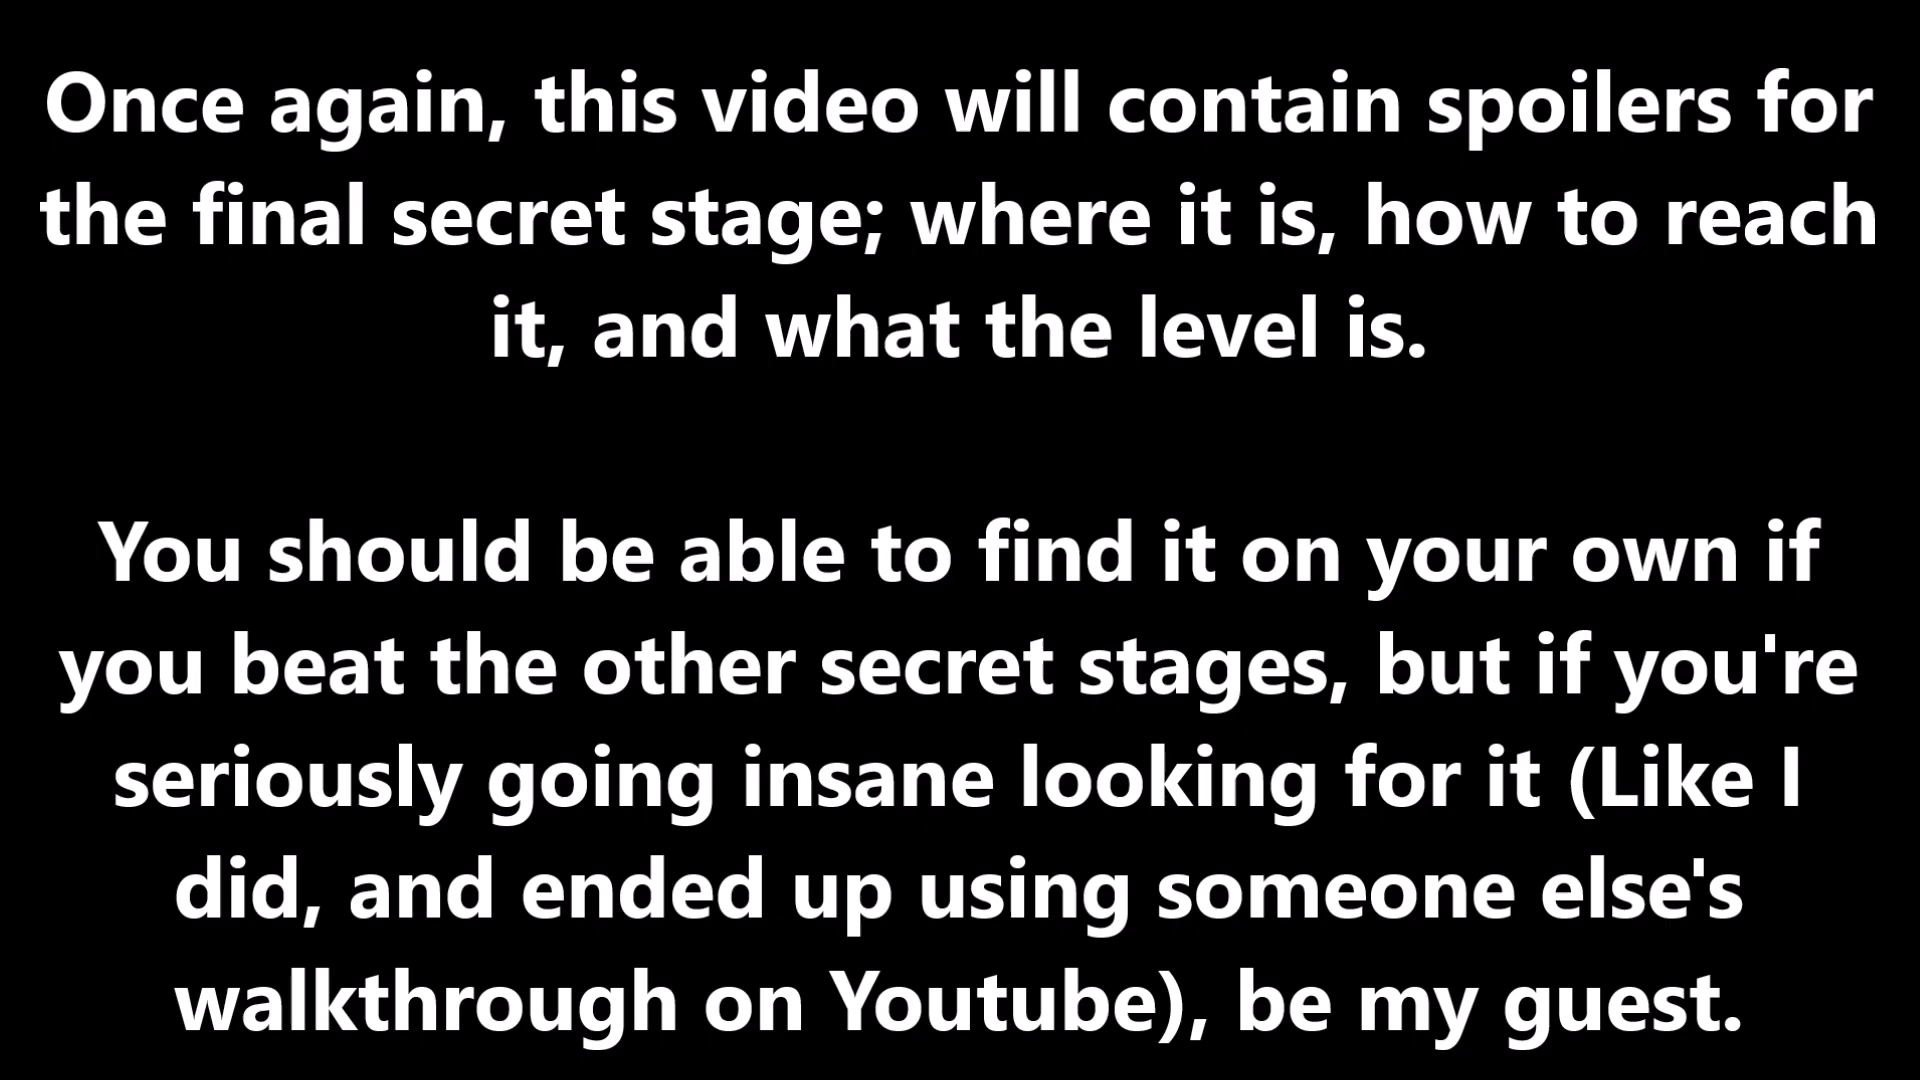 Once again, this video will contain spoilers for
the final secret stage; where it is, how to reach
it, and what the level is.
You should be able to find it on your own if
you beat the other secret stages, but if you're
seriously going insane looking for it (Like I
did, and ended up using someone else's
walkthrough on Youtube), be my guest.